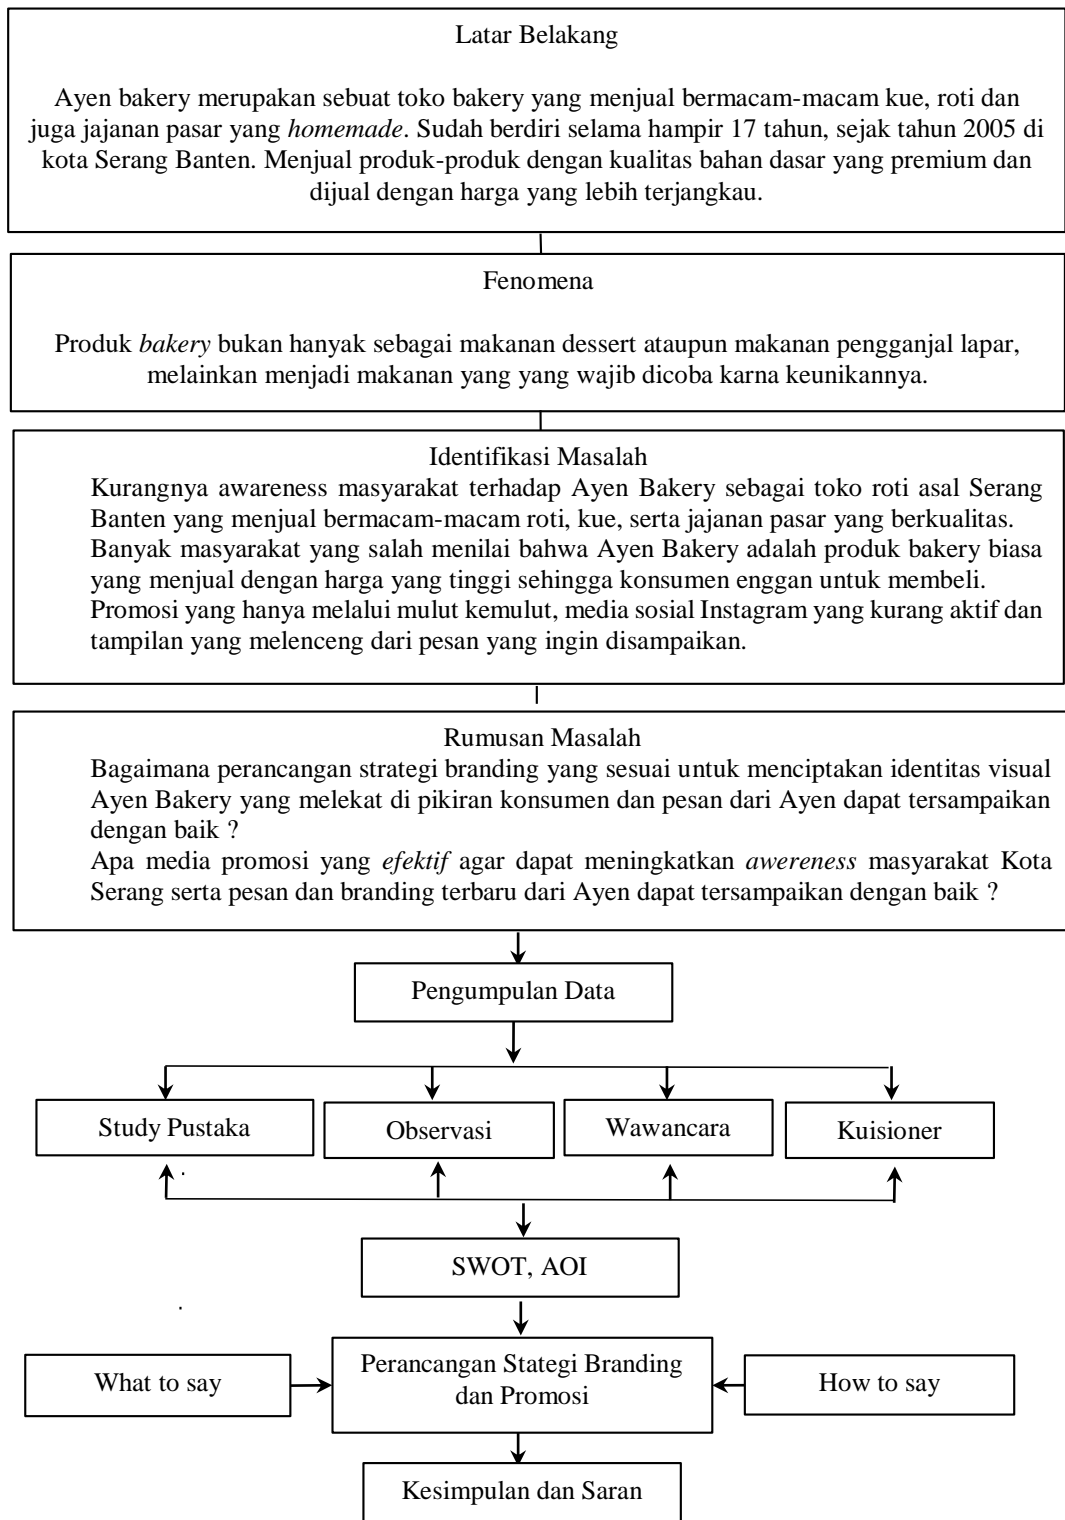 Latar Belakang
Ayen bakery merupakan sebuat toko bakery yang menjual bermacam-macam kue, roti dan
juga jajanan pasar yang homemade. Sudah berdiri selama hampir 17 tahun, sejak tahun 2005 di
kota Serang Banten. Menjual produk-produk dengan kualitas bahan dasar yang premium dan
dijual dengan harga yang lebih terjangkau.
Fenomena
Produk bakery bukan hanyak sebagai makanan dessert ataupun makanan pengganjal lapar,
melainkan menjadi makanan yang yang wajib dicoba karna keunikannya.
Identifikasi Masalah
Kurangnya awareness masyarakat terhadap Ayen Bakery sebagai toko roti asal Serang
Banten yang menjual bermacam-macam roti, kue, serta jajanan pasar yang berkualitas.
Banyak masyarakat yang salah menilai bahwa Ayen Bakery adalah produk bakery biasa
yang menjual dengan harga yang tinggi sehingga konsumen enggan untuk membeli.
Promosi yang hanya melalui mulut kemulut, media sosial Instagram yang kurang aktif dan
tampilan yang melenceng dari pesan yang ingin disampaikan.
Rumusan Masalah
Bagaimana perancangan strategi branding yang sesuai untuk menciptakan identitas visual
Ayen Bakery yang melekat di pikiran konsumen dan pesan dari Ayen dapat tersampaikan
dengan baik ?
Apa media promosi yang efektif agar dapat meningkatkan awereness masyarakat Kota
Serang serta pesan dan branding terbaru dari Ayen dapat tersampaikan dengan baik ?
Pengumpulan Data
Study Pustaka
Observasi
Wawancara
Kuisioner
SWOT, AOI
What to say
Perancangan Stategi Branding
dan Promosi
How to say
Kesimpulan dan Saran